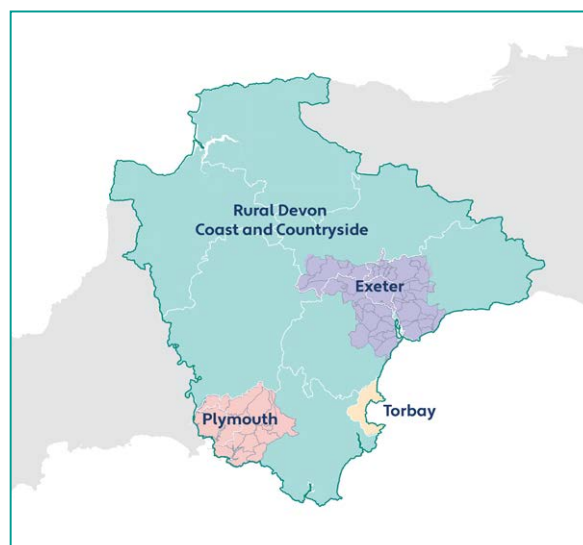 Rural Devon
Coast and Countryside
Exeter
Torbay
Plymouth